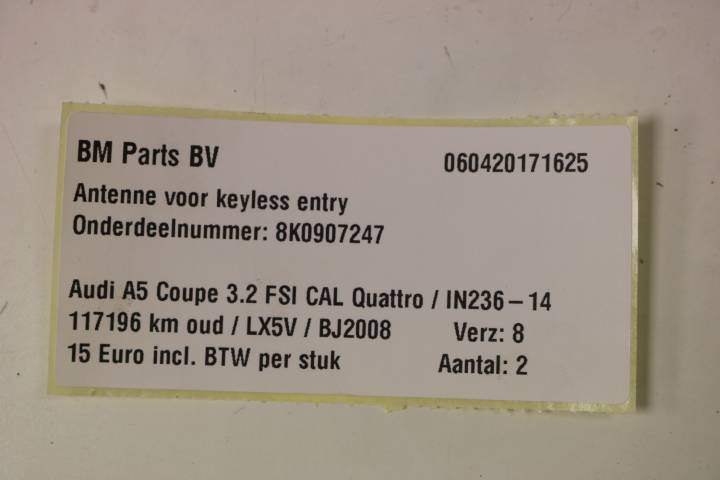 BM Parts BV 060420171625
Antenne voor keyless entry
Onderdeelnummer: 8K0907247
Audi A5 Coupe 3.2 FSI CAL Quattro / IN236-14
117196 km oud / LX5V / BJ2008 Verz: 8
15 Euro incl. BTW per stuk Aantal: 2